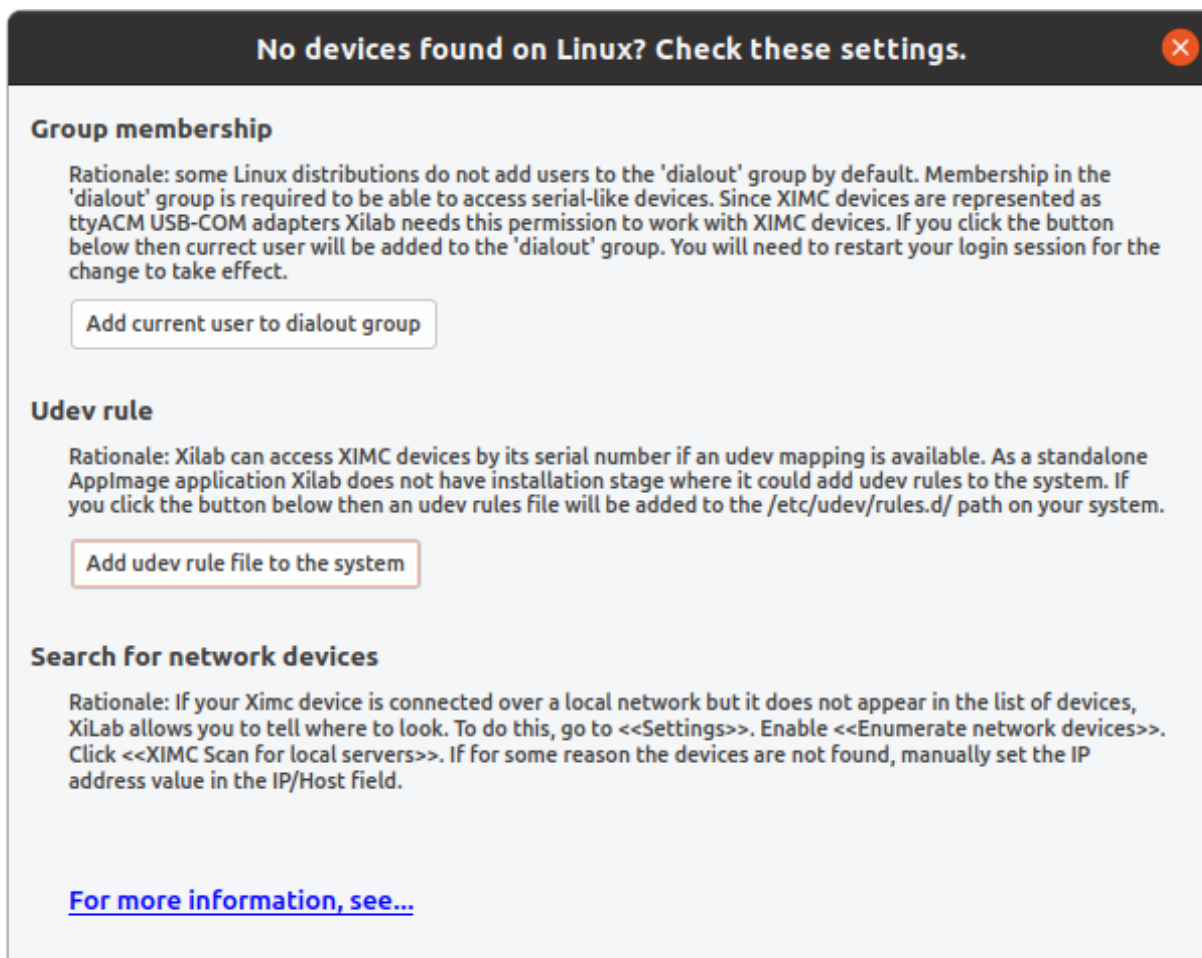 No devices found on Linux? Check these settings.
Group membership
Rationale: some Linux distributions do not add users to the 'dialout' group by default. Membership in the
'dialout' group is required to be able to access serial-like devices. Since XIMC devices are represented as
ttyACM USB-COM adapters Xilab needs this permission to work with XIMC devices. If you click the button
below then currect user will be added to the 'dialout' group. You will need to restart your login session for the
change to take effect.
Add current user to dialout group
Udev rule
Rationale: Xilab can access XIMC devices by its serial number if an udev mapping is available. As a standalone
AppImage application Xilab does not have installation stage where it could add udev rules to the system. If
you click the button below then an udev rules file will be added to the /etc/udev/rules.d/ path on your system.
Add udev rule file to the system
Search for network devices
Rationale: If your Ximc device is connected over a local network but it does not appear in the list of devices,
XiLab allows you to tell where to look. To do this, go to <<Settings>>. Enable <<Enumerate network devices>>.
Click <<XIMC Scan for local servers>>. If for some reason the devices are not found, manually set the IP
address value in the IP/Host field.
For more information, see...